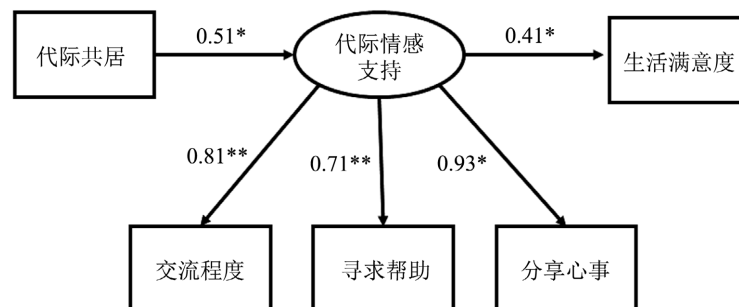 代际共居
0.51*
代际情感
支持
0.41*
生活满意度
0.81**
0.71**
0.93*
交流程度
寻求帮助
分享心事